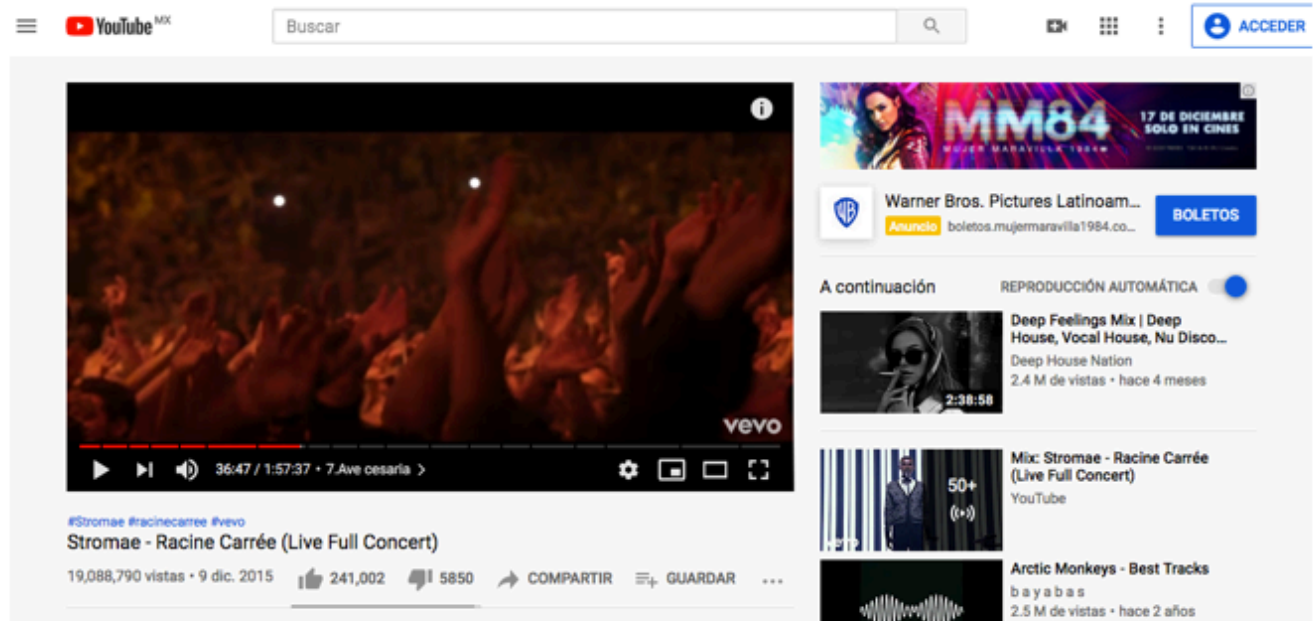 YouTube MX
Buscar
ACCEDER
MM84
MUJER MARAVILLA 1984
17 DE DICIEMBRE
SOLO EN CINES
Warner Bros. Pictures Latinoam...
BOLETOS
Anuncio boletos.mujermaravilla1984.co...
A continuación
REPRODUCCIÓN AUTOMÁTICA
Deep Feelings Mix | Deep
House, Vocal House, Nu Disco...
Deep House Nation
2.4 M de vistas • hace 4 meses
2:38:58
vevo
36:47 / 1:57:37 • 7.Ave cesaria >
Mix: Stromae - Racine Carrée
(Live Full Concert)
YouTube
50+
vevo
#Stromae #racinecarree #vevo
Stromae - Racine Carrée (Live Full Concert)
19,088,790 vistas • 9 dic. 2015
241,002
5850
COMPARTIR
GUARDAR
...
Arctic Monkeys - Best Tracks
b a y a b a s
2.5 M de vistas • hace 2 años